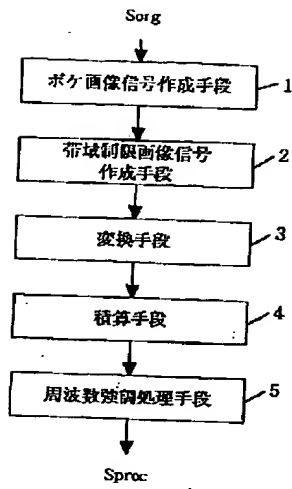 Sorg
ボケ画像信号作成手段
1
帯域制限画像信号
作成手段
2
変換手段
3
積算手段
4
周波数強調処理手段
5
Sproc